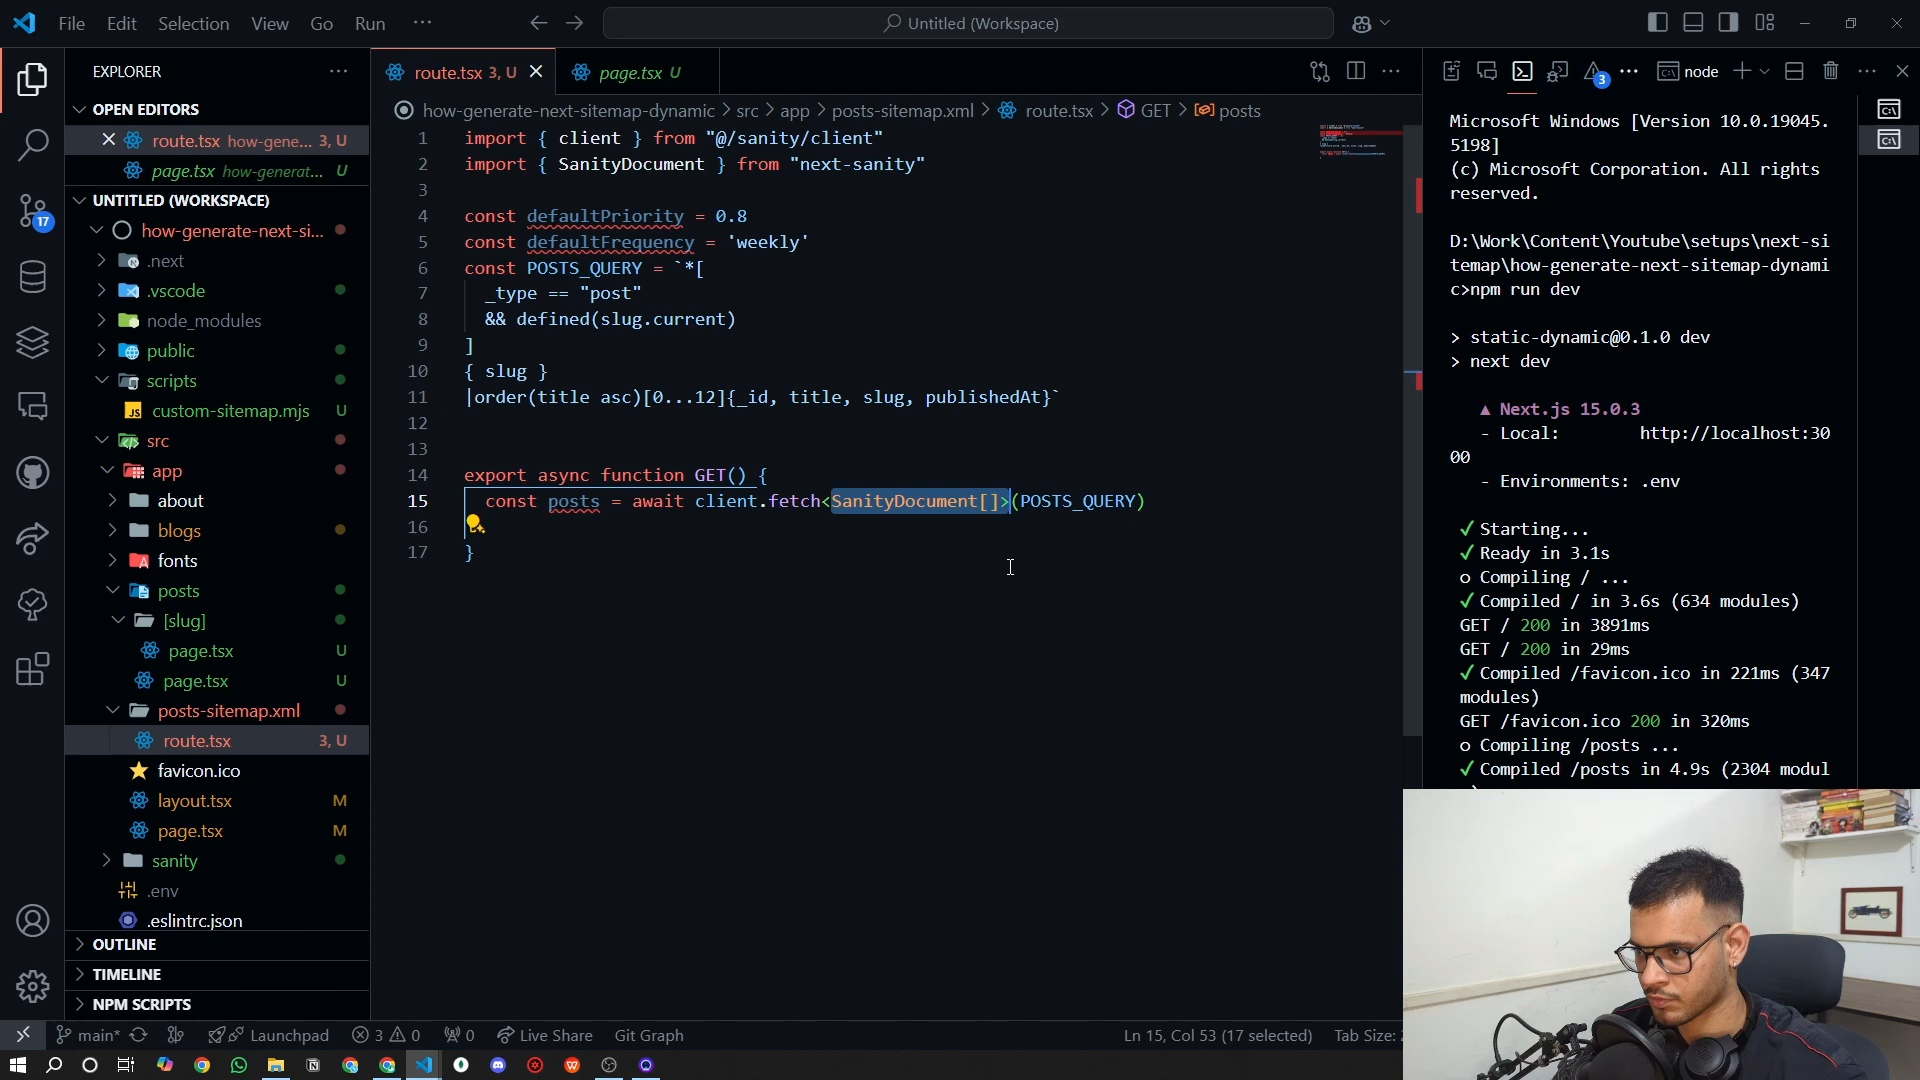 File Edit Selection View Go Run ···
Untitled (Workspace)
EXPLORER
OPEN EDITORS
route.tsx how-gene... 3, U
page.tsx how-generat... U
UNTITLED (WORKSPACE)
how-generate-next-si...
.next
.vscode
node_modules
public
scripts
custom-sitemap.mjs U
src
app
about
blogs
fonts
posts
[slug]
page.tsx U
page.tsx U
posts-sitemap.xml
route.tsx 3, U
favicon.ico
layout.tsx M
page.tsx M
sanity
.env
.eslintrc.json
OUTLINE
TIMELINE
NPM SCRIPTS
17
route.tsx 3, U
page.tsx U
how-generate-next-sitemap-dynamic > src > app > posts-sitemap.xml > route.tsx > GET > posts
1 import { client } from "@/sanity/client"
2 import { SanityDocument } from "next-sanity"
3
4 const defaultPriority = 0.8
5 const defaultFrequency = 'weekly'
6 const POSTS_QUERY = `*[
7 _type == "post"
8 && defined(slug.current)
9 ]
10 { slug }
11 |order(title asc)[0...12]{_id, title, slug, publishedAt}`
12
13
14 export async function GET() {
15 const posts = await client.fetch<SanityDocument[]>(POSTS_QUERY)
16
17 }
3
node
Microsoft Windows [Version 10.0.19045.
5198]
(c) Microsoft Corporation. All rights
reserved.
D:\Work\Content\Youtube\setups\next-si
temap\how-generate-next-sitemap-dynami
c>npm run dev
> static-dynamic@0.1.0 dev
> next dev
▲ Next.js 15.0.3
- Local: http://localhost:30
00
- Environments: .env
✓ Starting...
✓ Ready in 3.1s
o Compiling / ...
✓ Compiled / in 3.6s (634 modules)
GET / 200 in 3891ms
GET / 200 in 29ms
✓ Compiled /favicon.ico in 221ms (347
modules)
GET /favicon.ico 200 in 320ms
o Compiling /posts ...
✓ Compiled /posts in 4.9s (2304 modul
main* Launchpad 3 0 0 Live Share Git Graph
Ln 15, Col 53 (17 selected) Tab Size: